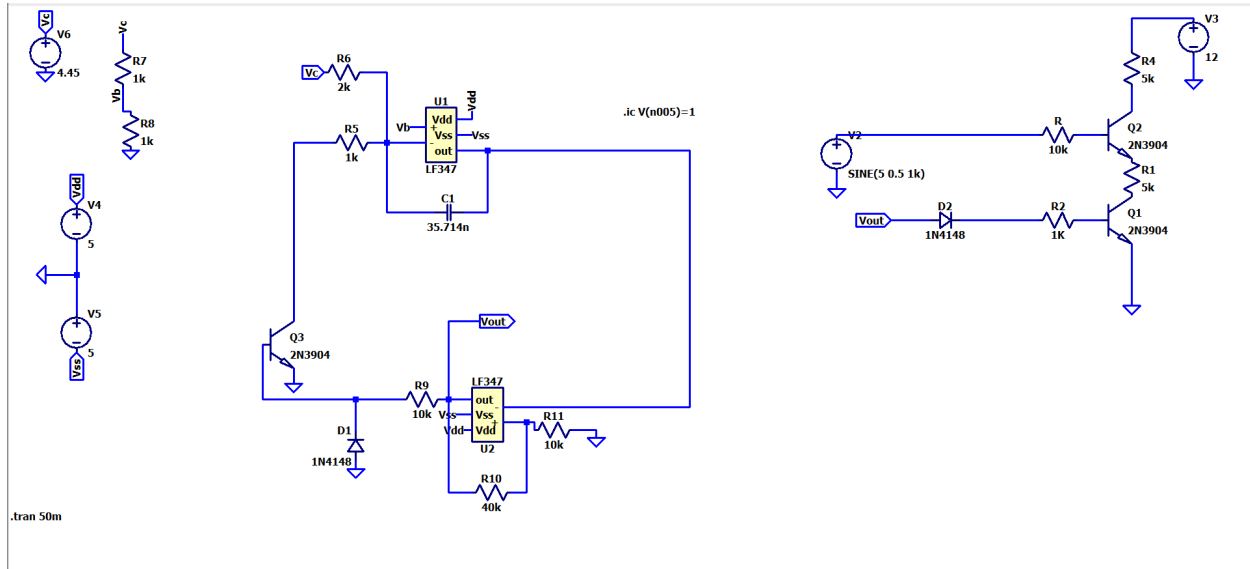 Vc
V6
4.45
Vc
R7
1k
Vb
R8
1k
Vdd
V4
5
V5
5
Vss
Vc
R6
2k
R5
1k
U1
Vdd
Vb
+
Vdd
Vss
Vss
-
out
LF347
C1
35.714n
.ic V(n005)=1
Q3
2N3904
Vout
R9
10k
LF347
out
-
Vss
Vss
+
Vdd
Vdd
U2
R11
10k
D1
1N4148
R10
40k
V3
12
R4
5k
Q2
2N3904
V2
SINE(5 0.5 1k)
R
10k
R1
5k
Vout
D2
1N4148
R2
1K
Q1
2N3904
.tran 50m